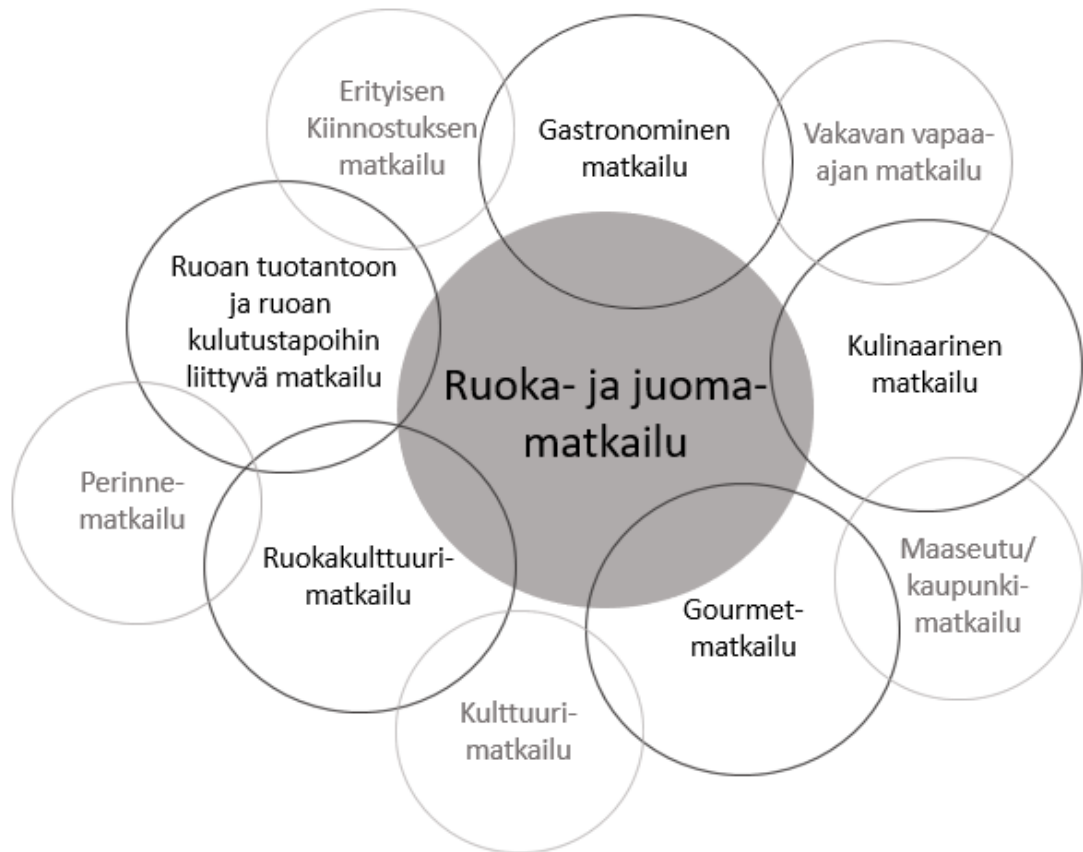 Erityisen
Kiinnostuksen
matkailu
Gastronominen
matkailu
Vakavan vapaa-
ajan matkailu
Ruoan tuotantoon
ja ruoan
kulutustapoihin
liittyvä matkailu
Ruoka- ja juoma-
matkailu
Kulinaarinen
matkailu
Perinne-
matkailu
Ruokakulttuuri-
matkailu
Gourmet-
matkailu
Maaseutu/
kaupunki-
matkailu
Kulttuuri-
matkailu